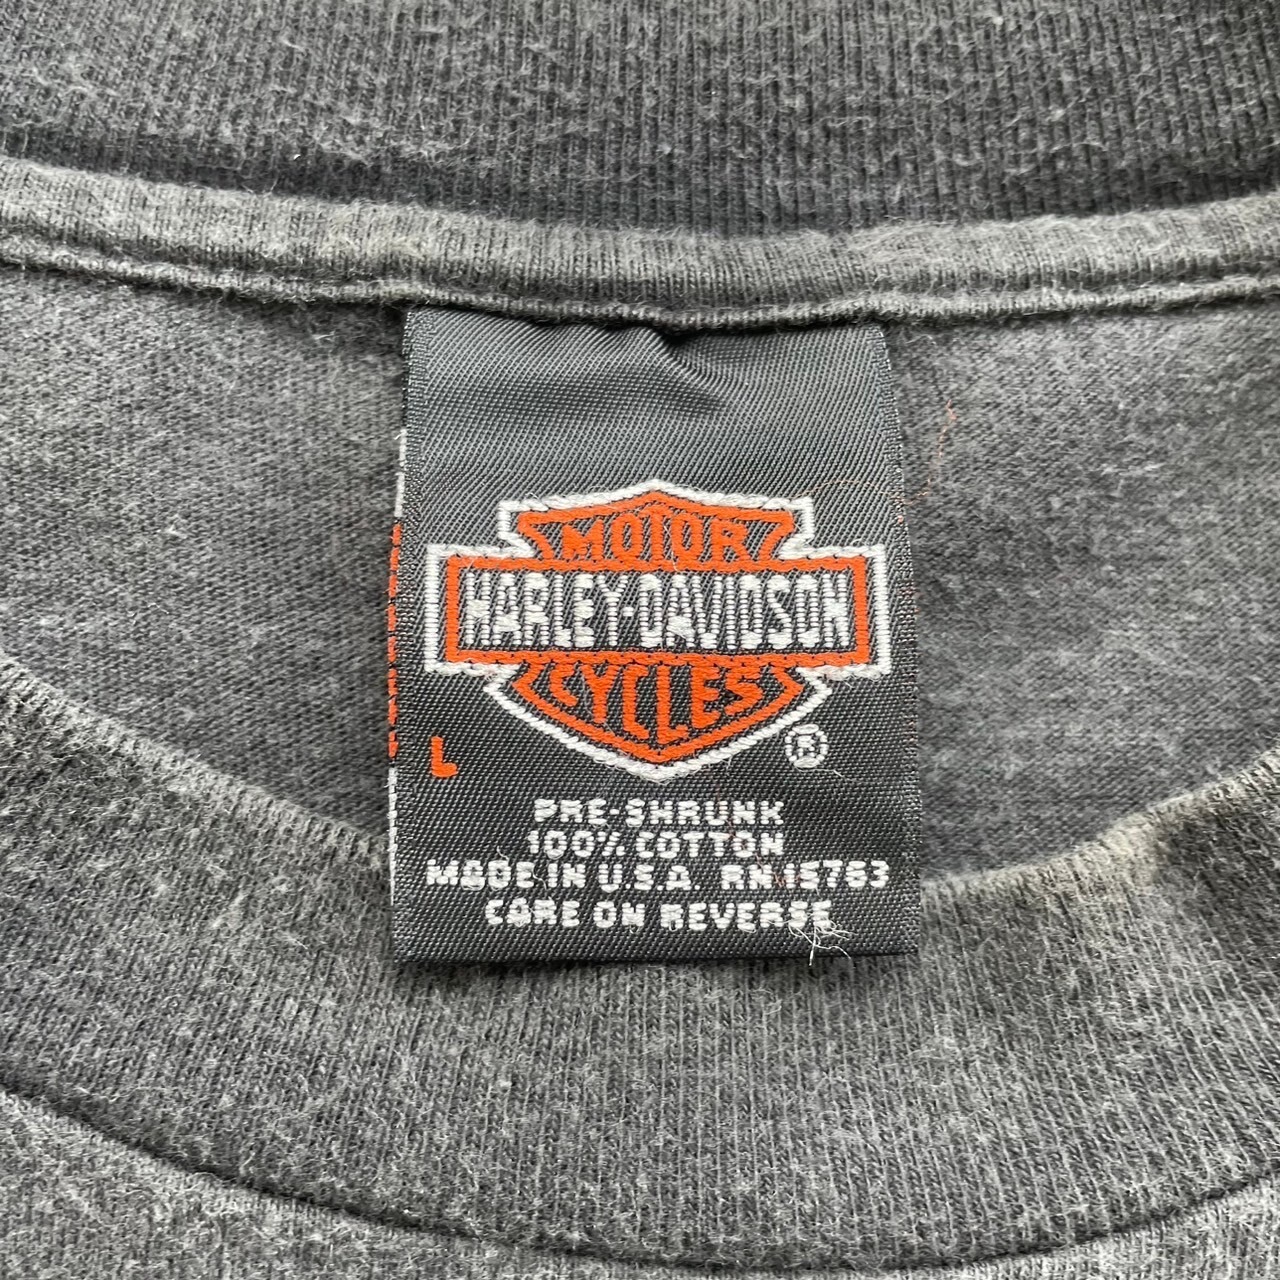 MOTOR
HARLEY-DAVIDSON
CYCLES
®
L
PRE-SHRUNK
100% COTTON
MADE IN U.S.A. RN 15763
CARE ON REVERSE